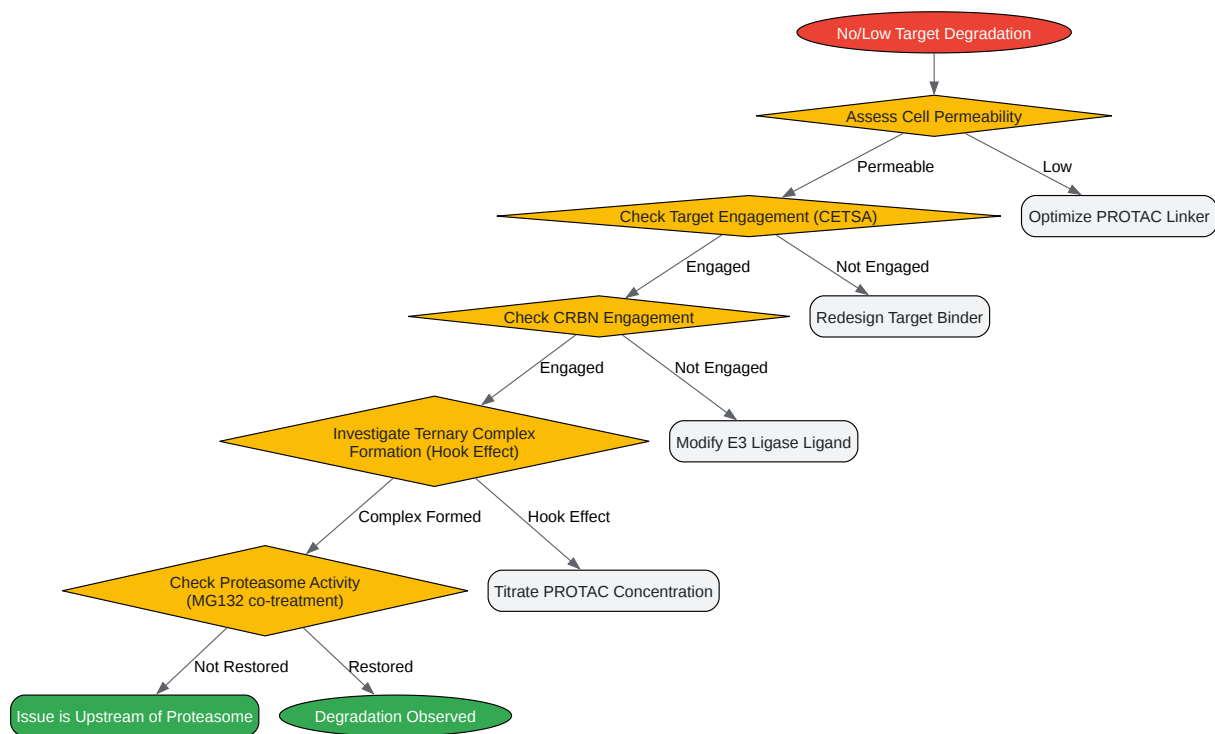 No/Low Target Degradation
Assess Cell Permeability
Permeable
Low
Check Target Engagement (CETSA)
Optimize PROTAC Linker
Engaged
Not Engaged
Check CRBN Engagement
Redesign Target Binder
Engaged
Not Engaged
Investigate Ternary Complex
Formation (Hook Effect)
Modify E3 Ligase Ligand
Complex Formed
Hook Effect
Check Proteasome Activity
(MG132 co-treatment)
Titrate PROTAC Concentration
Not Restored
Restored
Issue is Upstream of Proteasome
Degradation Observed